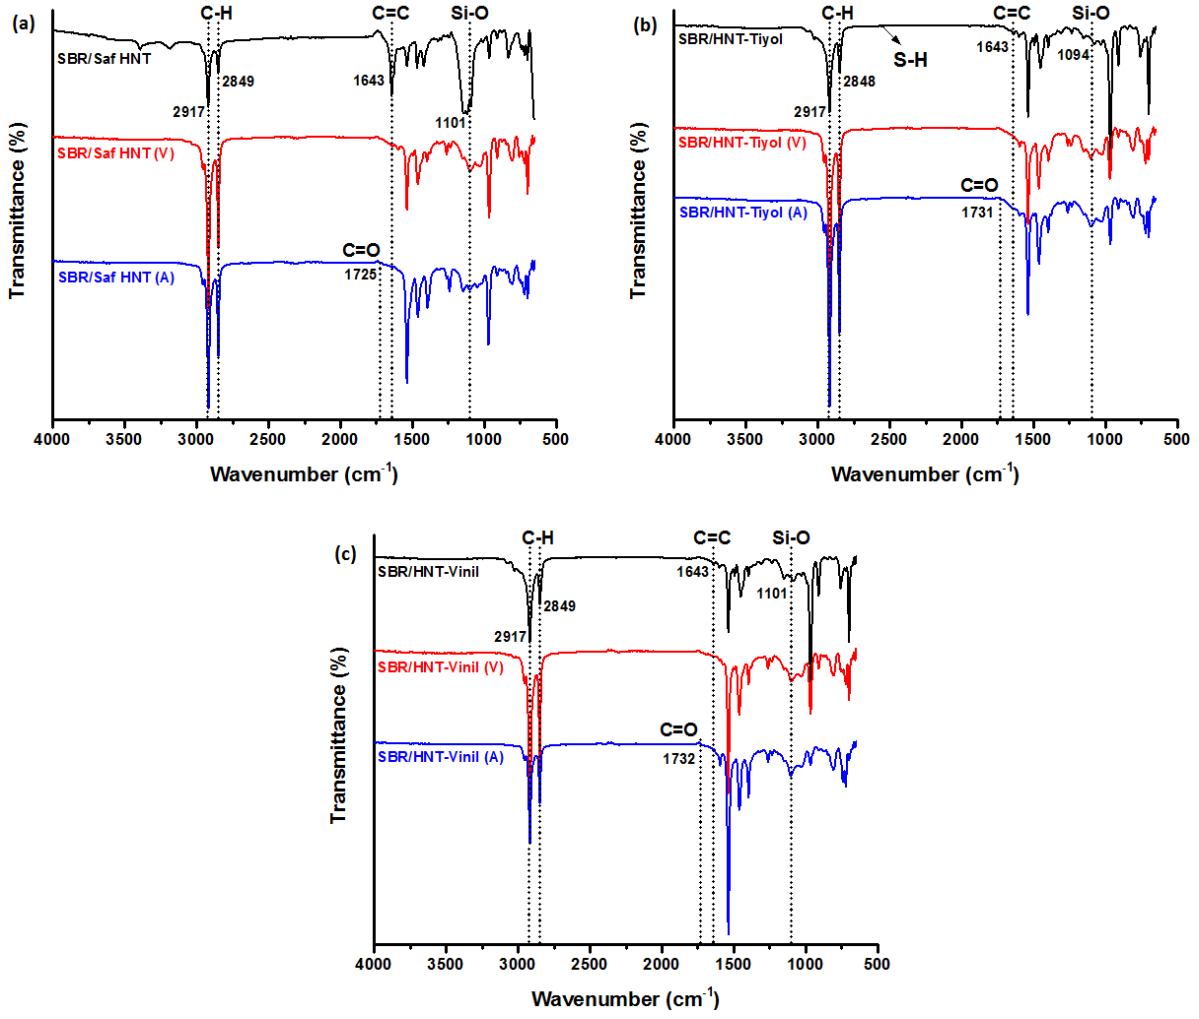 (a)
C-H
C=C
Si-O
SBR/Saf HNT
2849
2917
1643
1101
SBR/Saf HNT (V)
C=O
1725
SBR/Saf HNT (A)
Transmittance (%)
4000 3500 3000 2500 2000 1500 1000 500
Wavenumber (cm-1)
(b)
C-H
C=C
Si-O
SBR/HNT-Tiyol
S-H
1643
1094
2848
2917
SBR/HNT-Tiyol (V)
C=O
1731
SBR/HNT-Tiyol (A)
Transmittance (%)
4000 3500 3000 2500 2000 1500 1000 500
Wavenumber (cm-1)
(c)
C-H
C=C
Si-O
SBR/HNT-Vinil
1643
1101
2849
2917
SBR/HNT-Vinil (V)
C=O
1732
SBR/HNT-Vinil (A)
Transmittance (%)
4000 3500 3000 2500 2000 1500 1000 500
Wavenumber (cm-1)